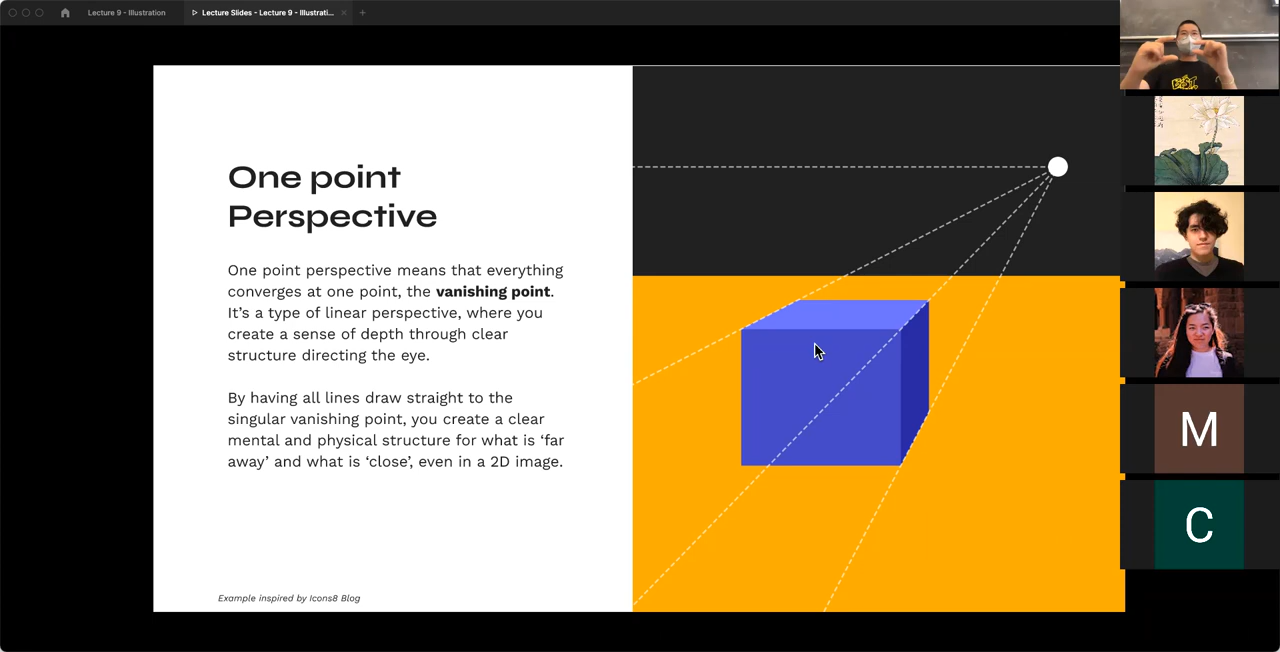 Lecture 9 - Illustration
Lecture Slides - Lecture 9 - Illustrati...
One point
Perspective
One point perspective means that everything
converges at one point, the vanishing point.
It’s a type of linear perspective, where you
create a sense of depth through clear
structure directing the eye.
By having all lines draw straight to the
singular vanishing point, you create a clear
mental and physical structure for what is ‘far
away’ and what is ‘close’, even in a 2D image.
Example inspired by Icons8 Blog
M
C